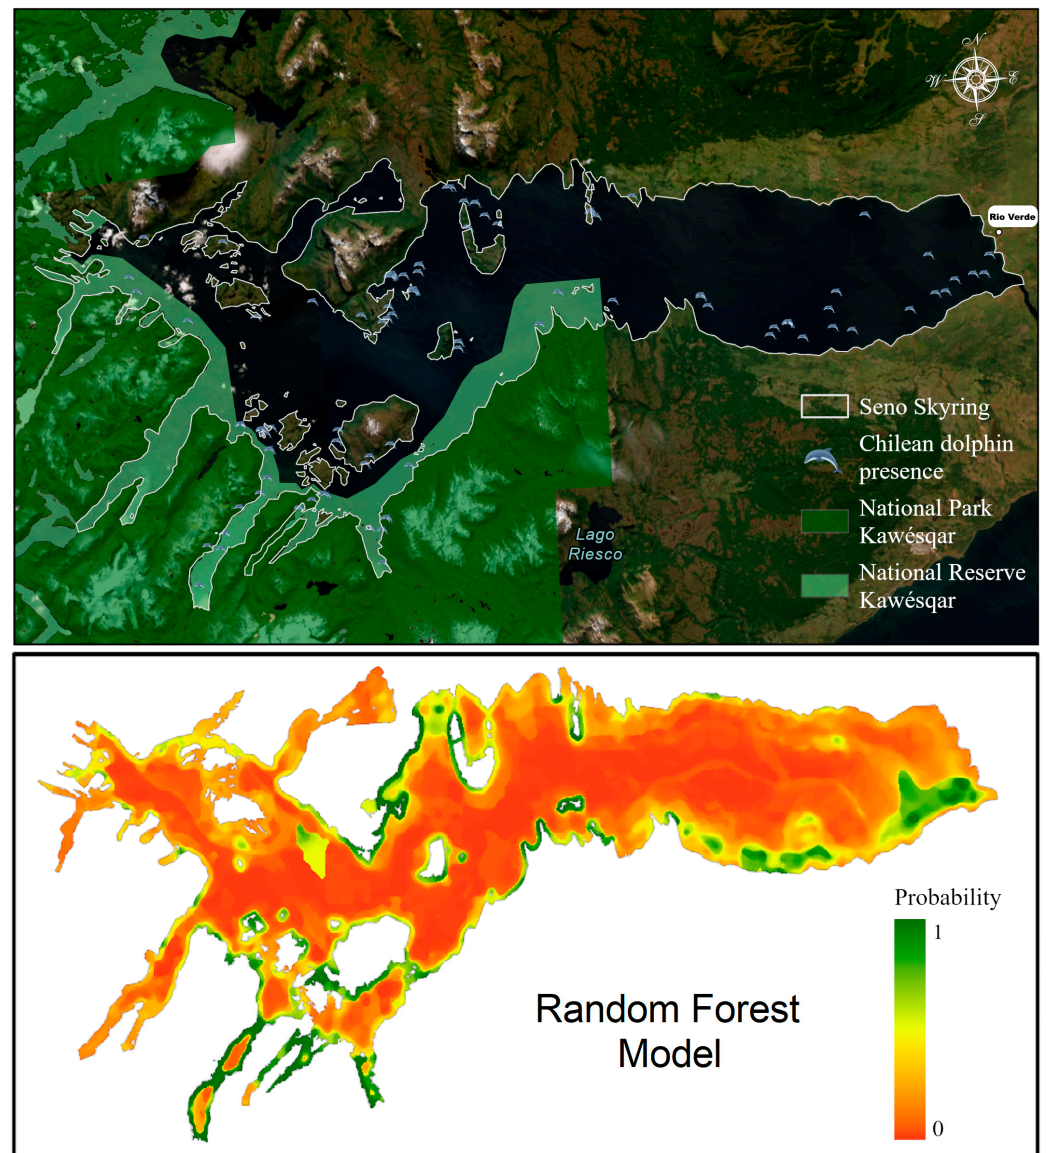 N
W
E
S
Rio Verde
Seno Skyring
Chilean dolphin
presence
National Park
Kawésqar
National Reserve
Kawésqar
Lago
Riesco
Probability
1
0
Random Forest
Model